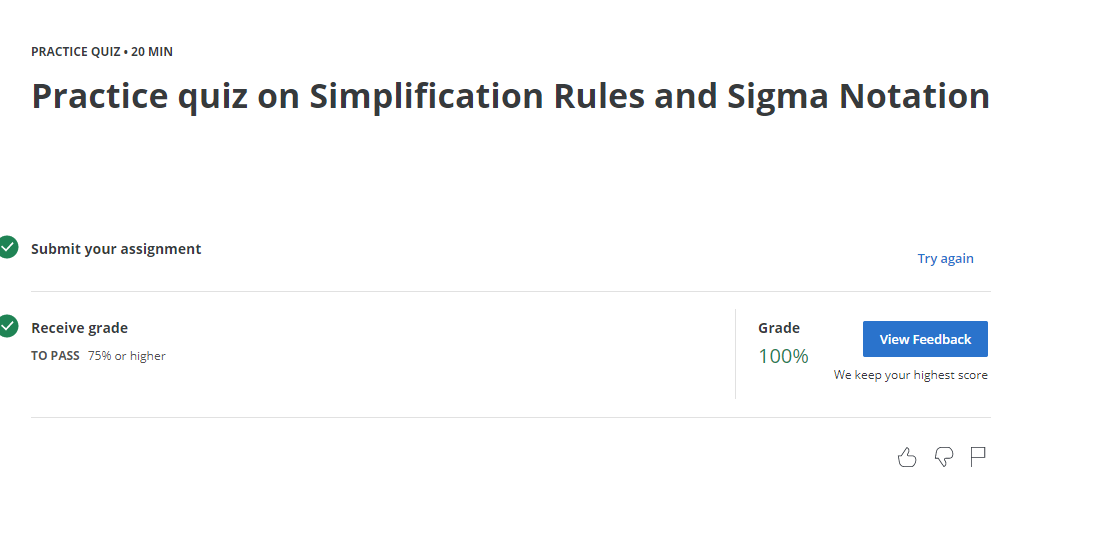 PRACTICE QUIZ • 20 MIN
Practice quiz on Simplification Rules and Sigma Notation
Submit your assignment
Try again
Receive grade
TO PASS 75% or higher
Grade
100%
View Feedback
We keep your highest score